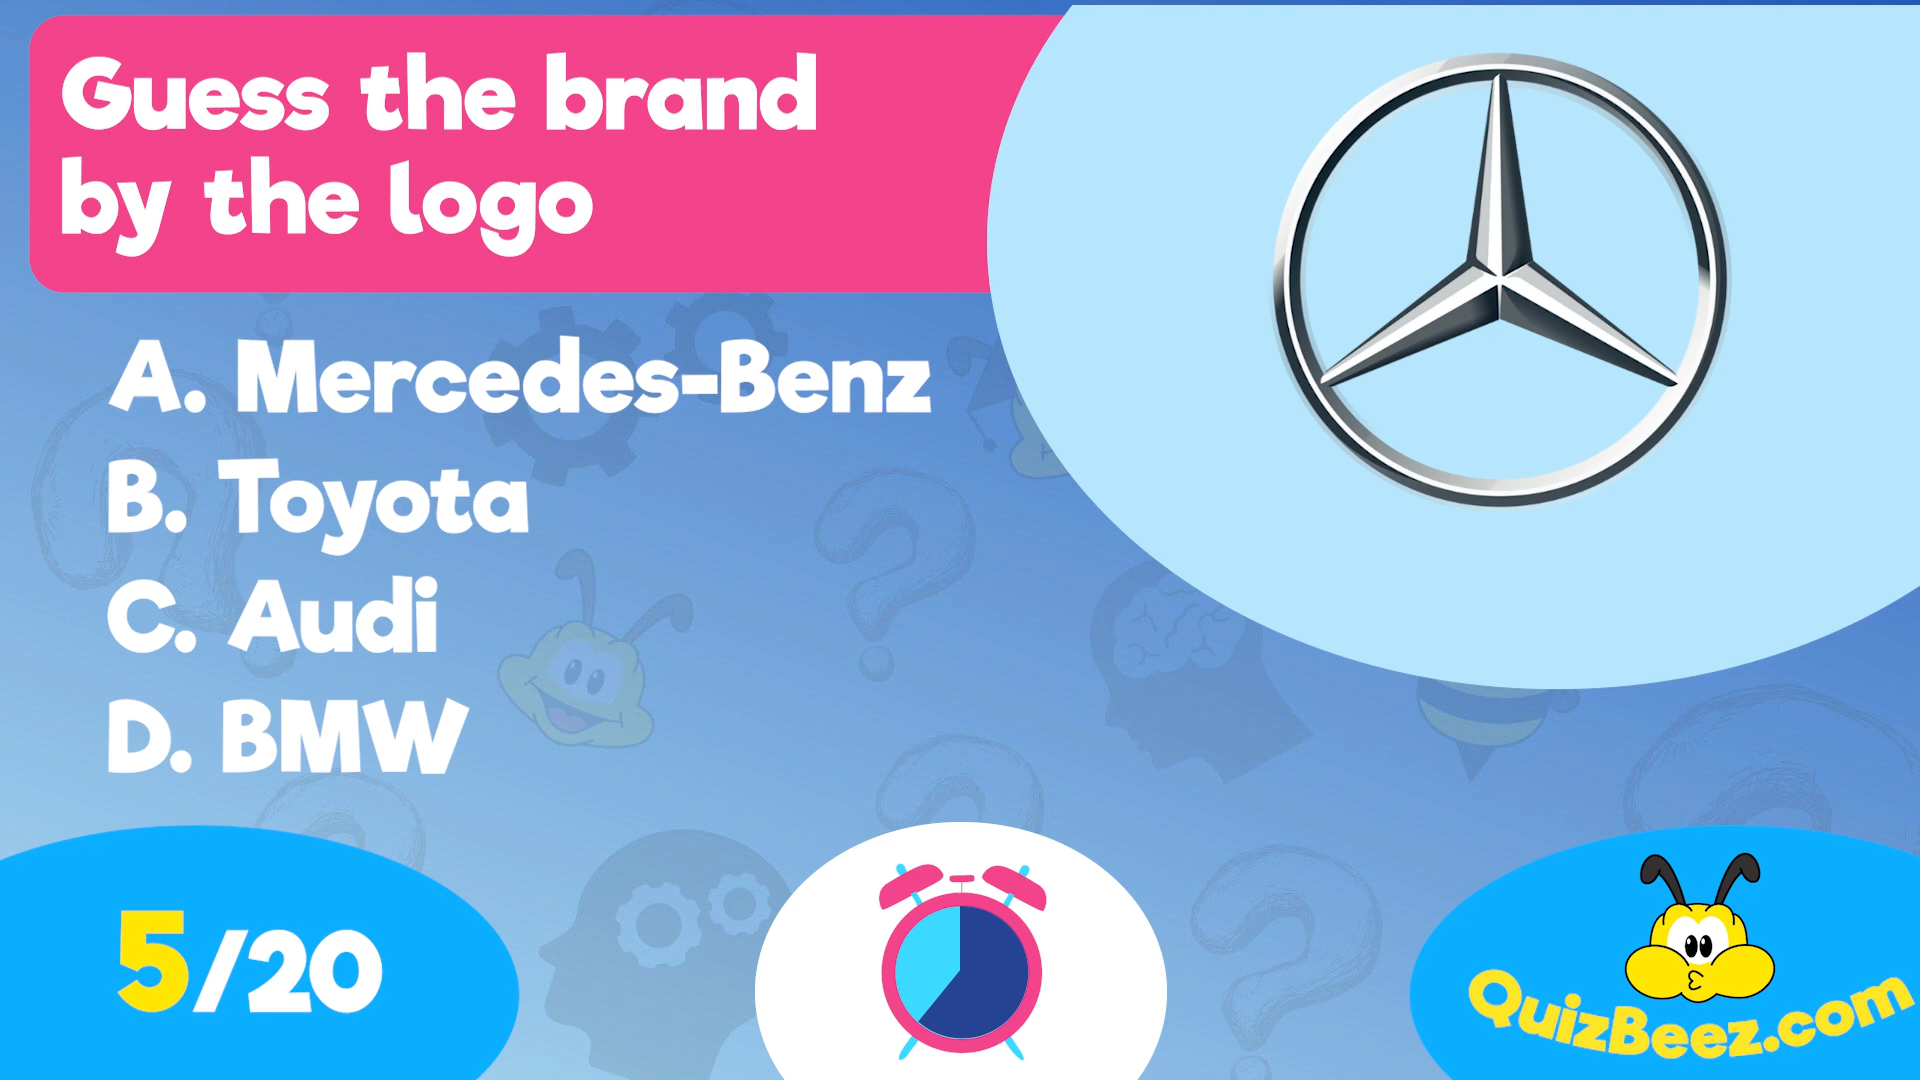 Guess the brand
by the logo
A. Mercedes-Benz
B. Toyota
C. Audi
D. BMW
5/20
QuizBeez.com